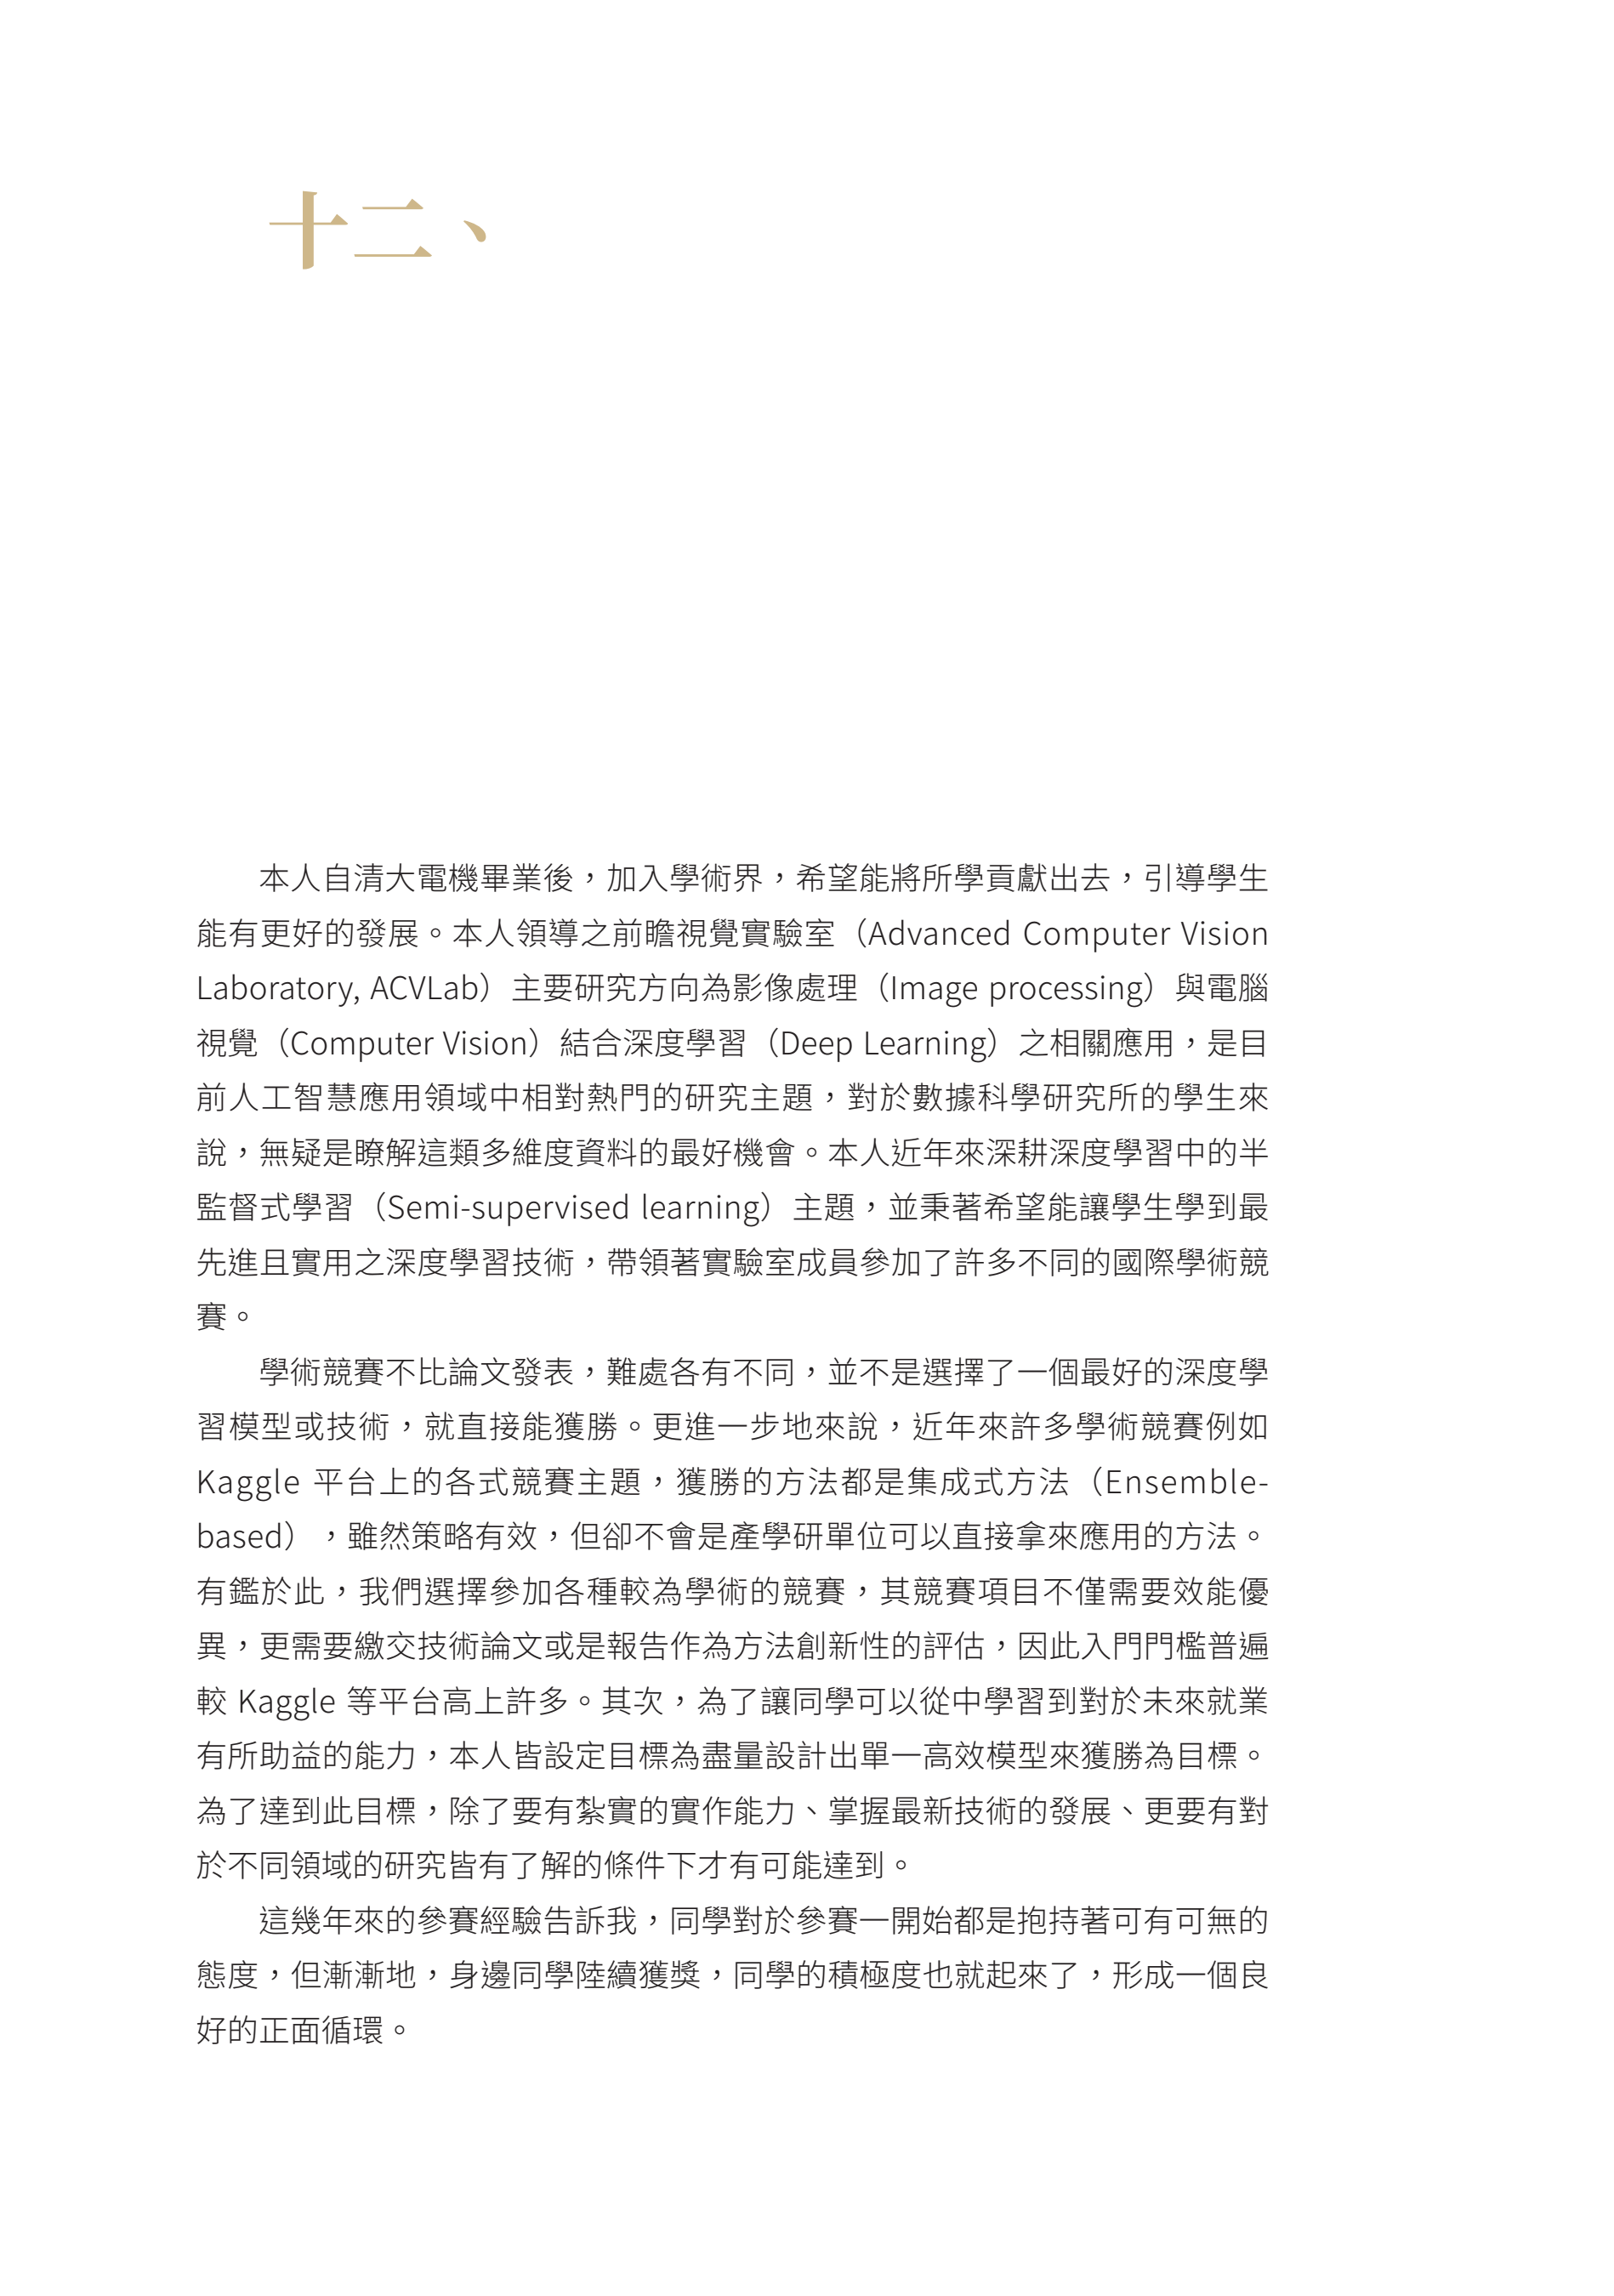 十二、
本人自清大電機畢業後，加入學術界，希望能將所學貢獻出去，引導學生
能有更好的發展。本人領導之前瞻視覺實驗室（Advanced Computer Vision
Laboratory, ACVLab）主要研究方向為影像處理（Image processing）與電腦
視覺（Computer Vision）結合深度學習（Deep Learning）之相關應用，是目
前人工智慧應用領域中相對熱門的研究主題，對於數據科學研究所的學生來
說，無疑是瞭解這類多維度資料的最好機會。本人近年來深耕深度學習中的半
監督式學習（Semi-supervised learning）主題，並秉著希望能讓學生學到最
先進且實用之深度學習技術，帶領著實驗室成員參加了許多不同的國際學術競
賽。
學術競賽不比論文發表，難處各有不同，並不是選擇了一個最好的深度學
習模型或技術，就直接能獲勝。更進一步地來說，近年來許多學術競賽例如
Kaggle 平台上的各式競賽主題，獲勝的方法都是集成式方法（Ensemble-
based），雖然策略有效，但卻不會是產學研單位可以直接拿來應用的方法。
有鑑於此，我們選擇參加各種較為學術的競賽，其競賽項目不僅需要效能優
異，更需要繳交技術論文或是報告作為方法創新性的評估，因此入門門檻普遍
較 Kaggle 等平台高上許多。其次，為了讓同學可以從中學習到對於未來就業
有所助益的能力，本人皆設定目標為盡量設計出單一高效模型來獲勝為目標。
為了達到此目標，除了要有紮實的實作能力、掌握最新技術的發展、更要有對
於不同領域的研究皆有了解的條件下才有可能達到。
這幾年來的參賽經驗告訴我，同學對於參賽一開始都是抱持著可有可無的
態度，但漸漸地，身邊同學陸續獲獎，同學的積極度也就起來了，形成一個良
好的正面循環。